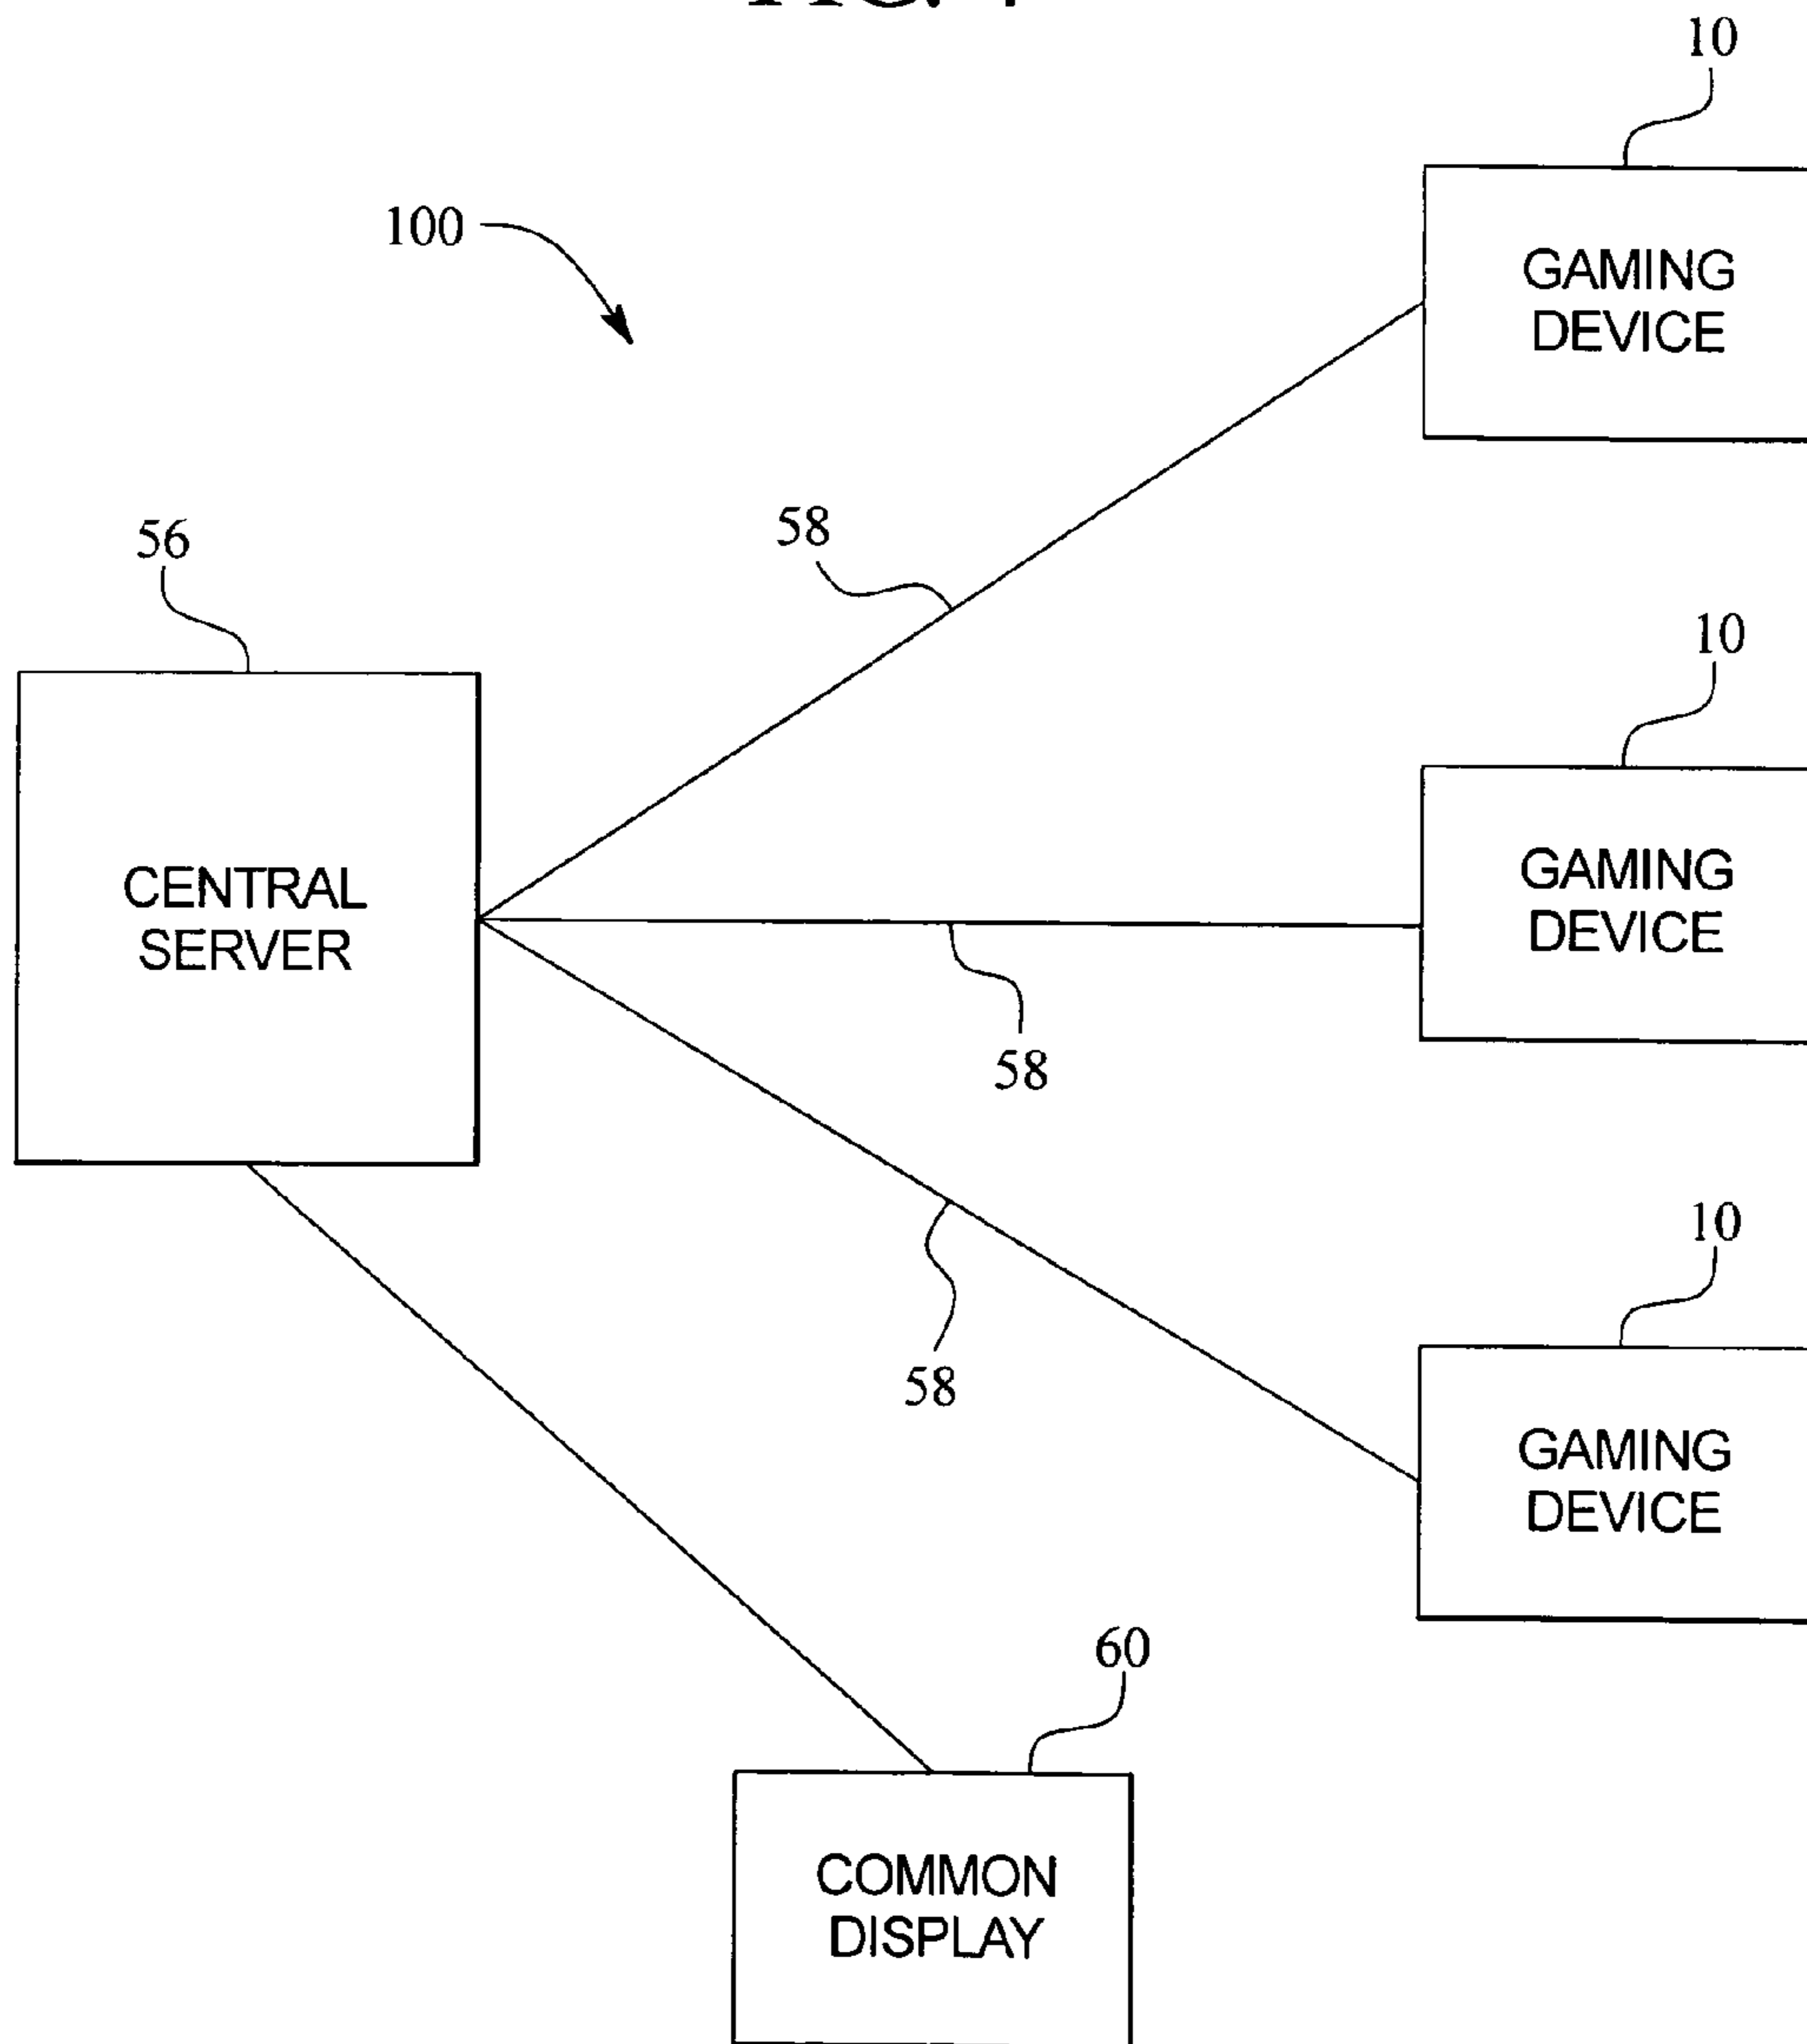 FIG.
10
100
GAMING
DEVICE
58
56
10
CENTRAL
SERVER
GAMING
DEVICE
58
10
58
GAMING
DEVICE
60
COMMON
DISPLAY